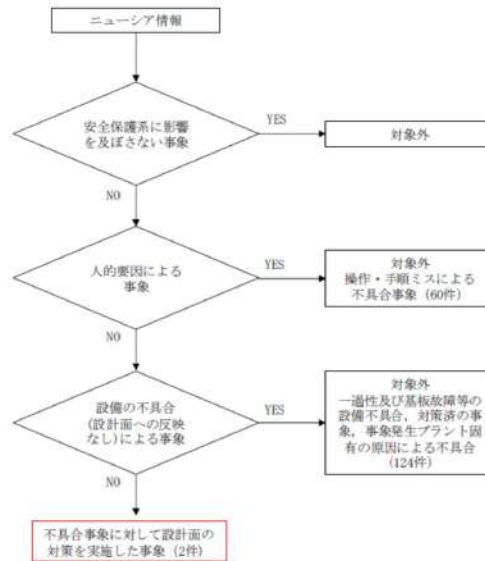 ニューシア情報
安全保護系に影響
を及ぼさない事象
YES
対象外
NO
人的要因による
事象
YES
対象外
操作・手順ミスによる
不具合事象 (60件)
NO
設備の不具合
(設計面への反映
なし)による事象
YES
対象外
一過性及び基板故障等の
設備不具合, 対策済の事
象, 事象発生プラント固
有の原因による不具合
(124件)
NO
不具合事象に対して設計面の
対策を実施した事象 (2件)